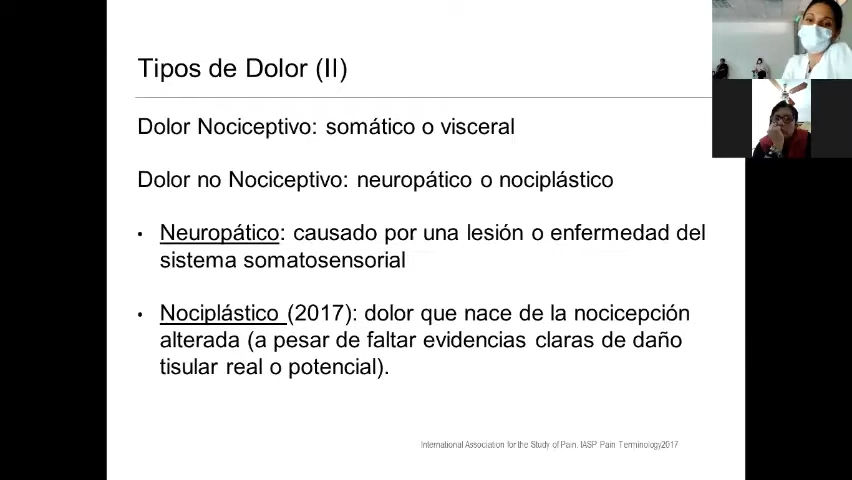 Tipos de Dolor (II)
Dolor Nociceptivo: somático o visceral
Dolor no Nociceptivo: neuropático o nociplástico
• Neuropático: causado por una lesión o enfermedad del
sistema somatosensorial
• Nociplástico (2017): dolor que nace de la nocicepción
alterada (a pesar de faltar evidencias claras de daño
tisular real o potencial).
International Association for the Study of Pain. IASP Pain Terminology2017